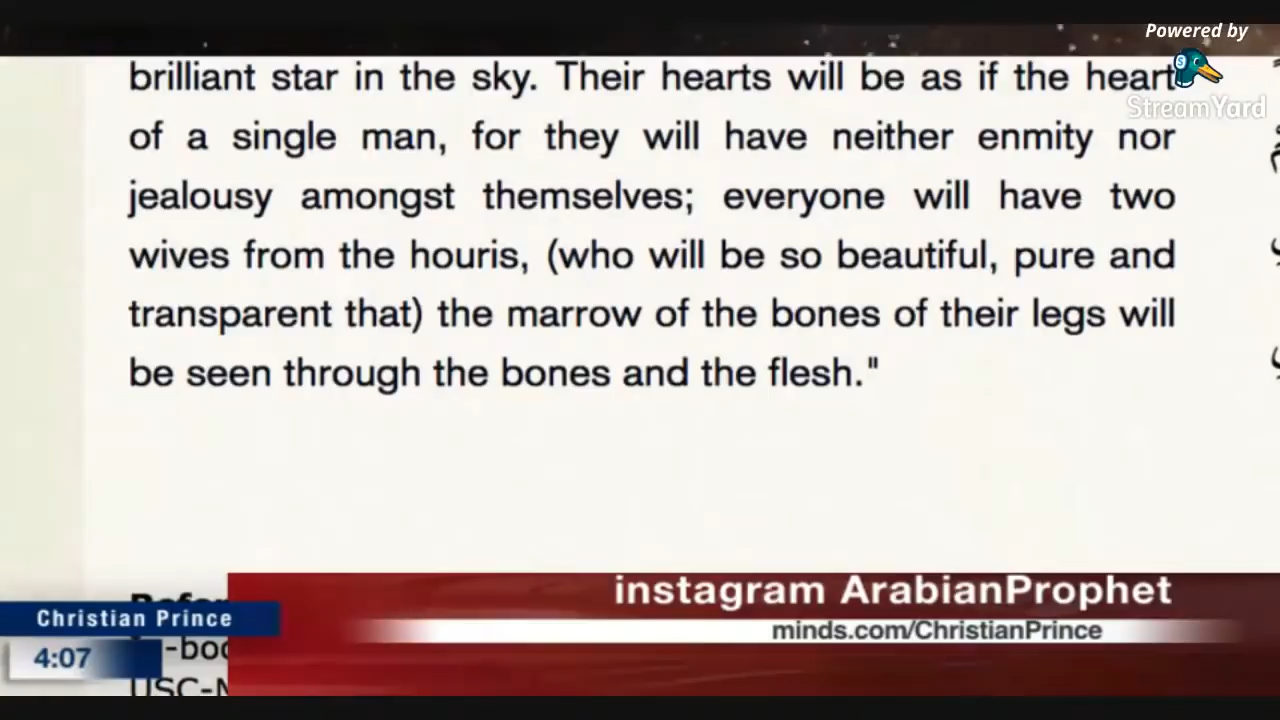 Powered by
StreamYard
brilliant star in the sky. Their hearts will be as if the heart
of a single man, for they will have neither enmity nor
jealousy amongst themselves; everyone will have two
wives from the houris, (who will be so beautiful, pure and
transparent that) the marrow of the bones of their legs will
be seen through the bones and the flesh."
instagram ArabianProphet
Christian Prince
minds.com/ChristianPrince
4:07